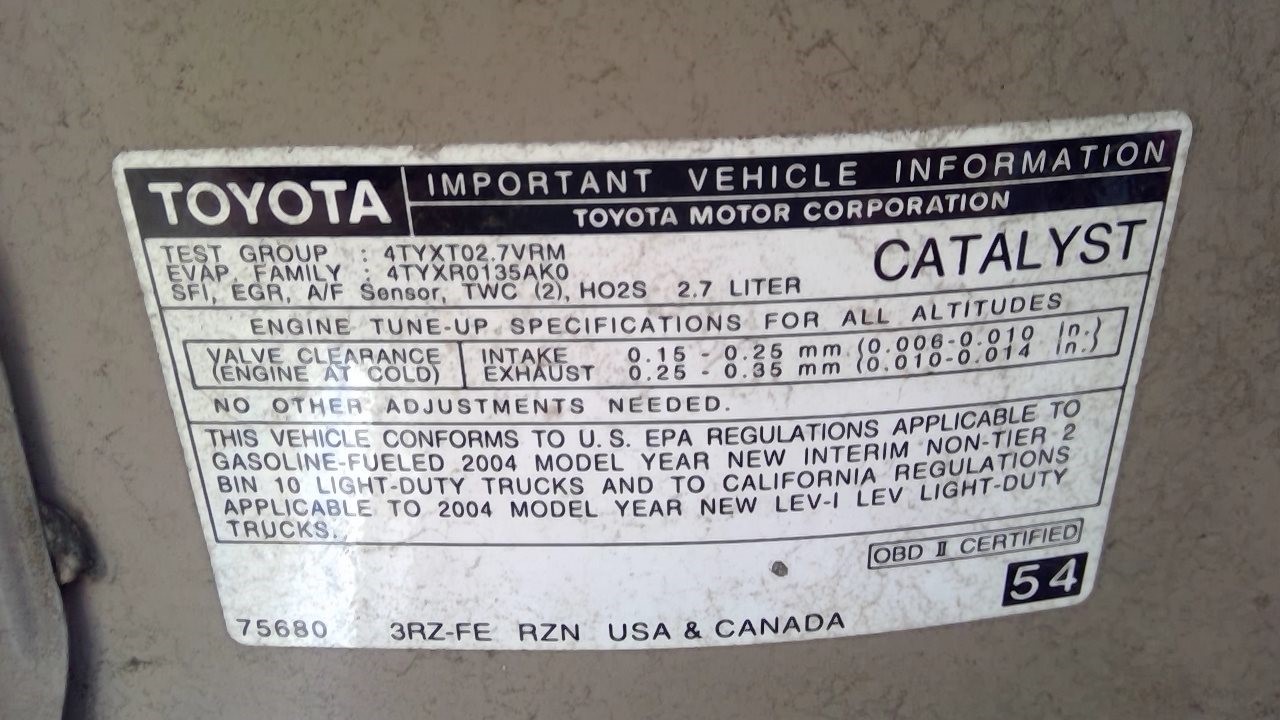 TOYOTA
IMPORTANT VEHICLE INFORMATION
TOYOTA MOTOR CORPORATION
TEST GROUP : 4TYXT02.7VRM
EVAP. FAMILY : 4TYXR0135AK0
SFI, EGR, A/F Sensor, TWC (2), HO2S 2.7 LITER
CATALYST
ENGINE TUNE-UP SPECIFICATIONS FOR ALL ALTITUDES
VALVE CLEARANCE
(ENGINE AT COLD)
INTAKE 0.15 - 0.25 mm (0.006-0.010 in.)
EXHAUST 0.25 - 0.35 mm (0.010-0.014 in.)
NO OTHER ADJUSTMENTS NEEDED.
THIS VEHICLE CONFORMS TO U.S. EPA REGULATIONS APPLICABLE TO
GASOLINE-FUELED 2004 MODEL YEAR NEW INTERIM NON-TIER 2
BIN 10 LIGHT-DUTY TRUCKS AND TO CALIFORNIA REGULATIONS
APPLICABLE TO 2004 MODEL YEAR NEW LEV-I LEV LIGHT-DUTY
TRUCKS.
OBD II CERTIFIED
54
75680 3RZ-FE RZN USA & CANADA